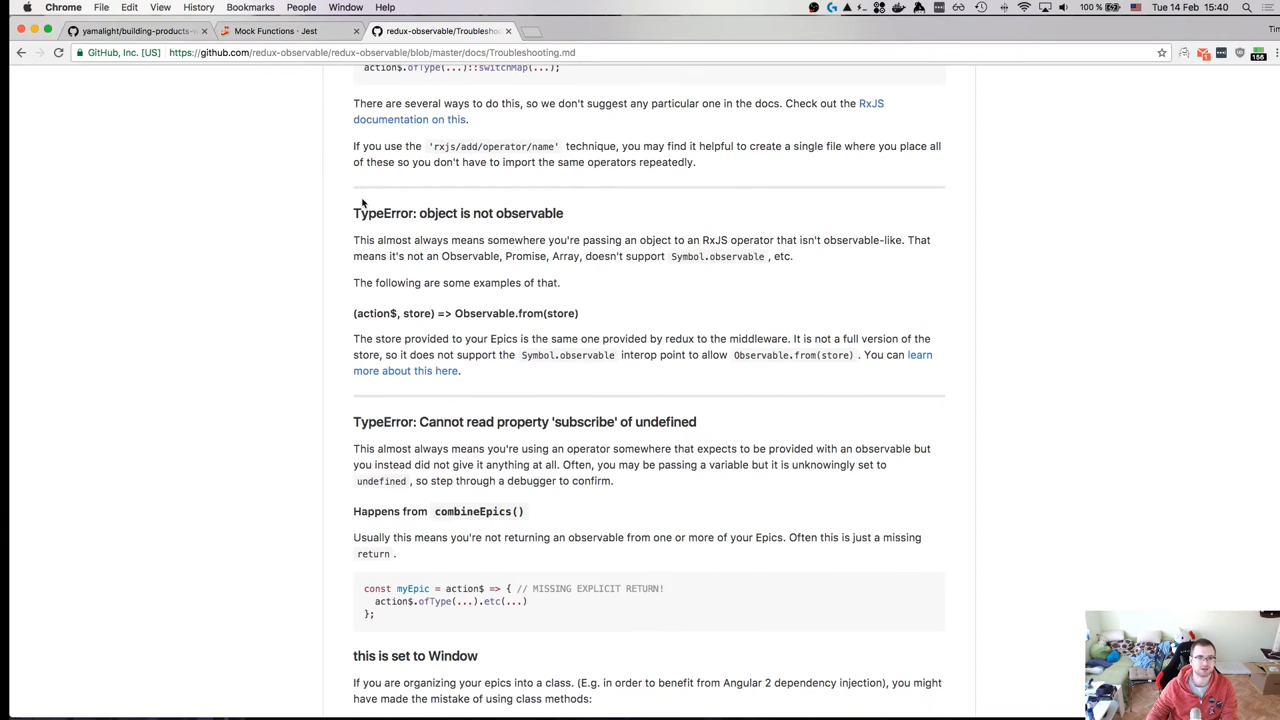 Chrome File Edit View History Bookmarks People Window Help 100 % Tue 14 Feb 15:40
yamalight/building-products-w Mock Functions · Jest redux-observable/Troublesho
GitHub, Inc. [US] https://github.com/redux-observable/redux-observable/blob/master/docs/Troubleshooting.md
action$.ofType(...)::switchMap(...);
There are several ways to do this, so we don't suggest any particular one in the docs. Check out the RxJS
documentation on this.
If you use the 'rxjs/add/operator/name' technique, you may find it helpful to create a single file where you place all
of these so you don't have to import the same operators repeatedly.
TypeError: object is not observable
This almost always means somewhere you're passing an object to an RxJS operator that isn't observable-like. That
means it's not an Observable, Promise, Array, doesn't support Symbol.observable , etc.
The following are some examples of that.
(action$, store) => Observable.from(store)
The store provided to your Epics is the same one provided by redux to the middleware. It is not a full version of the
store, so it does not support the Symbol.observable interop point to allow Observable.from(store) . You can learn
more about this here.
TypeError: Cannot read property 'subscribe' of undefined
This almost always means you're using an operator somewhere that expects to be provided with an observable but
you instead did not give it anything at all. Often, you may be passing a variable but it is unknowingly set to
undefined , so step through a debugger to confirm.
Happens from combineEpics()
Usually this means you're not returning an observable from one or more of your Epics. Often this is just a missing
return .
const myEpic = action$ => { // MISSING EXPLICIT RETURN!
action$.ofType(...).etc(...)
};
this is set to Window
If you are organizing your epics into a class. (E.g. in order to benefit from Angular 2 dependency injection), you might
have made the mistake of using class methods: